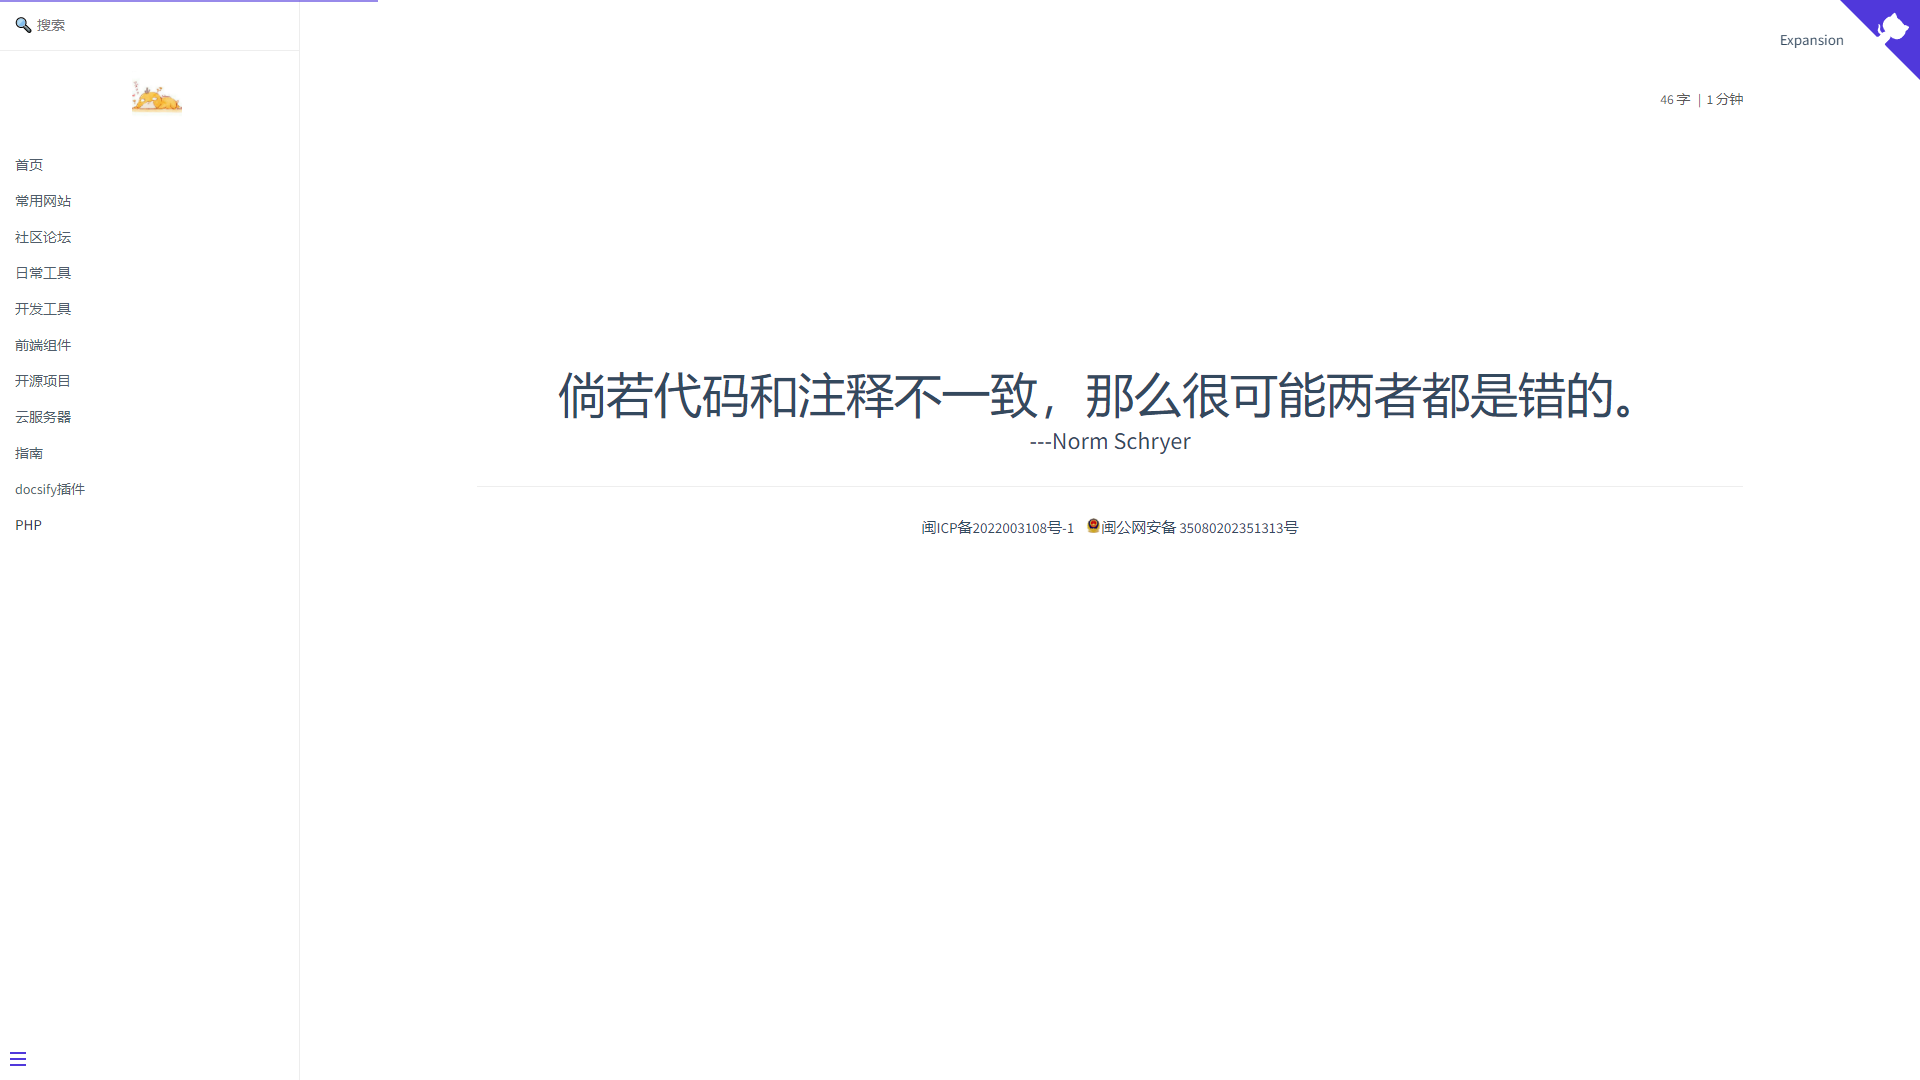 搜索
首页
常用网站
社区论坛
日常工具
开发工具
前端组件
开源项目
云服务器
指南
docsify插件
PHP
Expansion
46 字 | 1 分钟
倘若代码和注释不一致，那么很可能两者都是错的。
---Norm Schryer
闽ICP备2022003108号-1 闽公网安备 35080202351313号